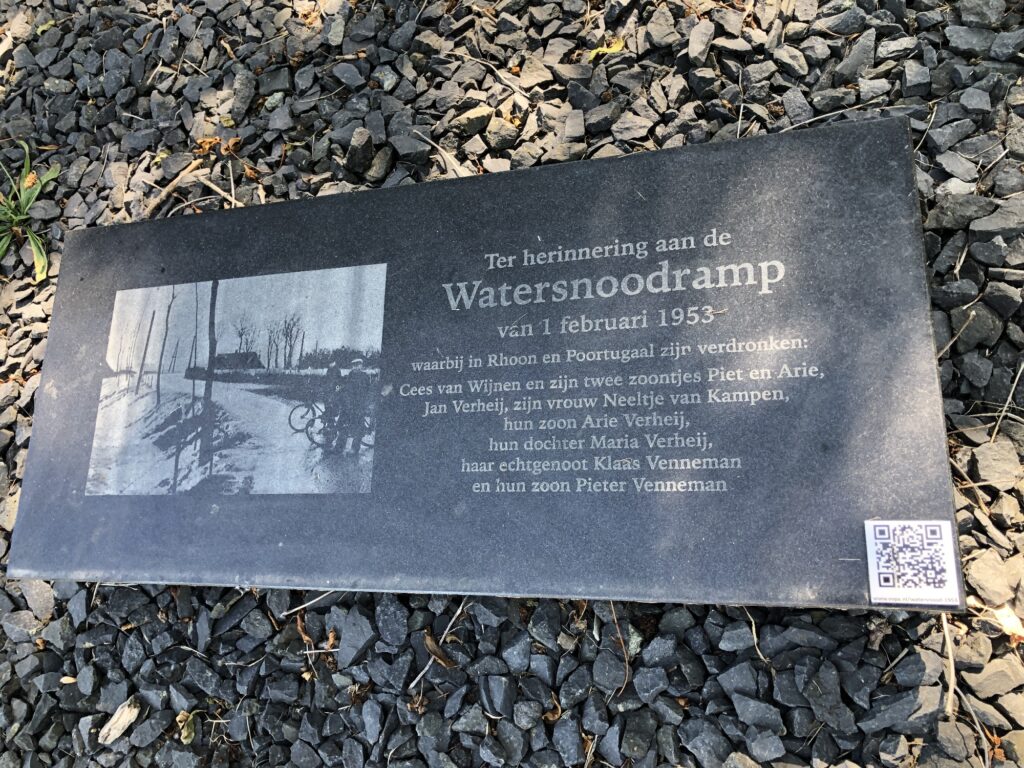 Ter herinnering aan de
Watersnoodramp
van 1 februari 1953
waarbij in Rhoon en Poortugaal zijn verdronken:
Cees van Wijnen en zijn twee zoontjes Piet en Arie,
Jan Verheij, zijn vrouw Neeltje van Kampen,
hun zoon Arie Verheij,
hun dochter Maria Verheij,
haar echtgenoot Klaas Venneman
en hun zoon Pieter Venneman